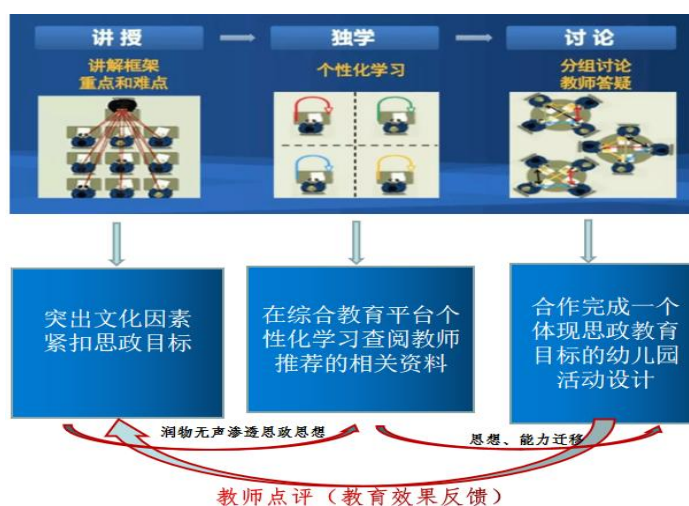 讲授
独学
讨论
讲解框架
重点和难点
个性化学习
分组讨论
教师答疑
突出文化因素
紧扣思政目标
在综合教育平台个
性化学习查阅教师
推荐的相关资料
合作完成一个
体现思政教育
目标的幼儿园
活动设计
润物无声渗透思政思想
思想、能力迁移
教师点评（教育效果反馈）